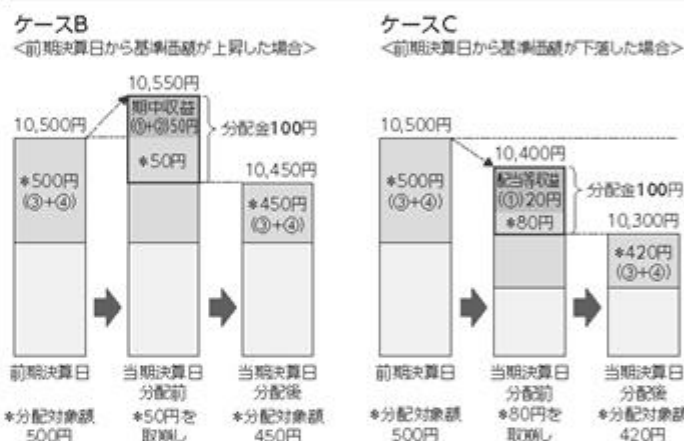 ケースB
<前期決算日から基準価額が上昇した場合>
10,550円
10,500円
期中収益
(①+②)50円
*50円
分配金100円
10,450円
*500円
(③+④)
*450円
(③+④)
前期決算日
当期決算日
分配前
当期決算日
分配後
*分配対象額
500円
*50円を
取崩し
*分配対象額
450円
ケースC
<前期決算日から基準価額が下落した場合>
10,500円
10,400円
配当等収益
(①)20円
*80円
分配金100円
10,300円
*500円
(③+④)
*420円
(③+④)
前期決算日
当期決算日
分配前
当期決算日
分配後
*分配対象額
500円
*80円を
取崩し
*分配対象額
420円